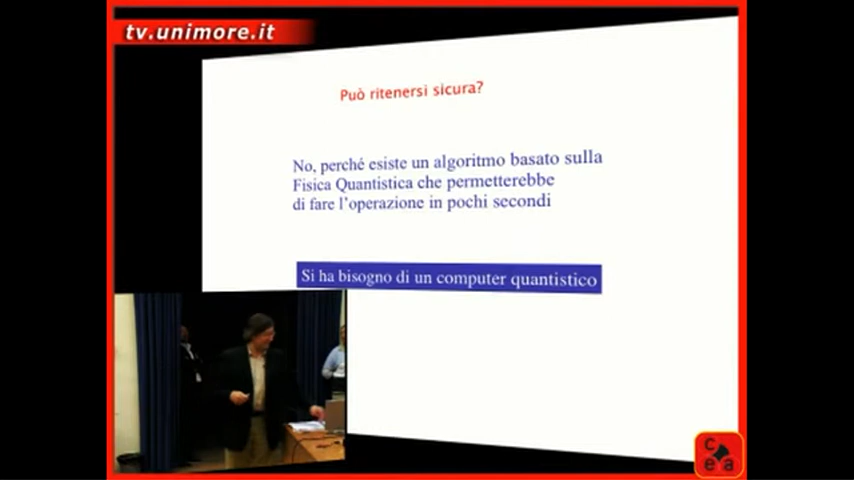 tv.unimore.it
Può ritenersi sicura?
No, perché esiste un algoritmo basato sulla
Fisica Quantistica che permetterebbe
di fare l'operazione in pochi secondi
Si ha bisogno di un computer quantistico
c
e a